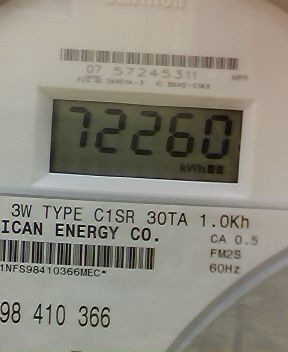 07 57245311
72260
kWh
3W TYPE C1SR 30TA 1.0Kh
ICAN ENERGY CO.
CA 0.5
FM2S
60Hz
1NFS98410366MEC*
98 410 366